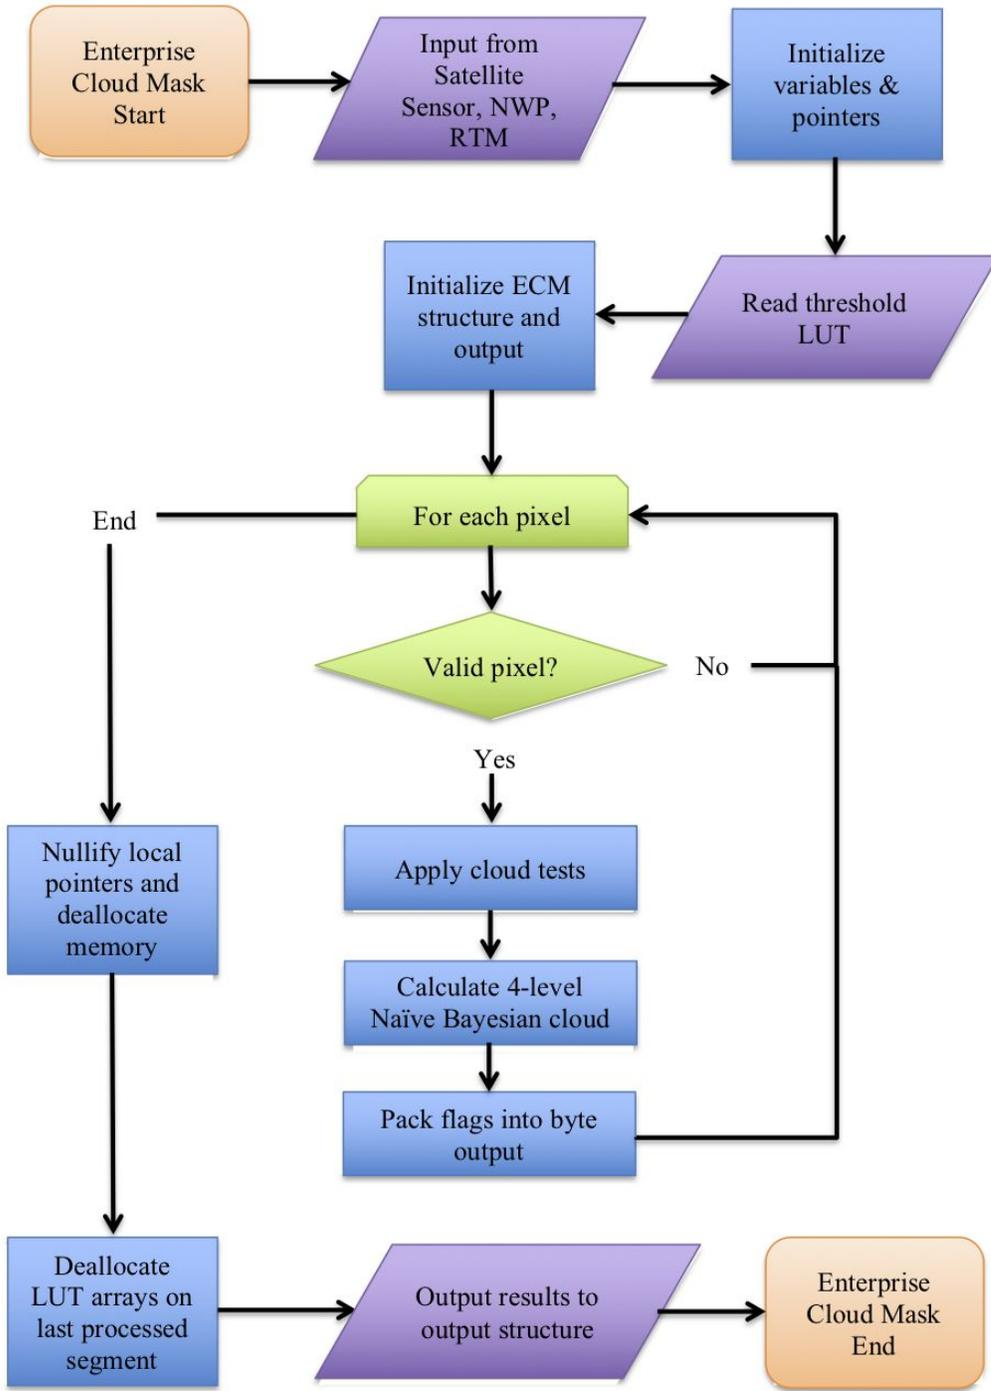 Enterprise
Cloud Mask
Start
Input from
Satellite
Sensor, NWP,
RTM
Initialize
variables &
pointers
Initialize ECM
structure and
output
Read threshold
LUT
End
For each pixel
Valid pixel?
No
Yes
Nullify local
pointers and
deallocate
memory
Apply cloud tests
Calculate 4-level
Naïve Bayesian cloud
Pack flags into byte
output
Deallocate
LUT arrays on
last processed
segment
Output results to
output structure
Enterprise
Cloud Mask
End